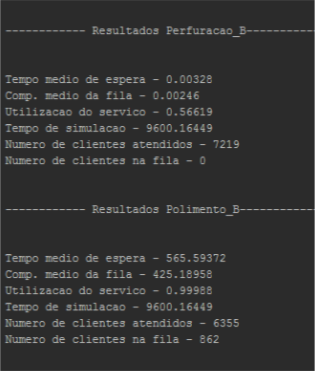 ------------ Resultados Perfuracao_B------------
Tempo medio de espera - 0.00328
Comp. medio da fila - 0.00246
Utilizacao do servico - 0.56619
Tempo de simulacao - 9600.16449
Numero de clientes atendidos - 7219
Numero de clientes na fila - 0
------------ Resultados Polimento_B------------
Tempo medio de espera - 565.59372
Comp. medio da fila - 425.18958
Utilizacao do servico - 0.99988
Tempo de simulacao - 9600.16449
Numero de clientes atendidos - 6355
Numero de clientes na fila - 862